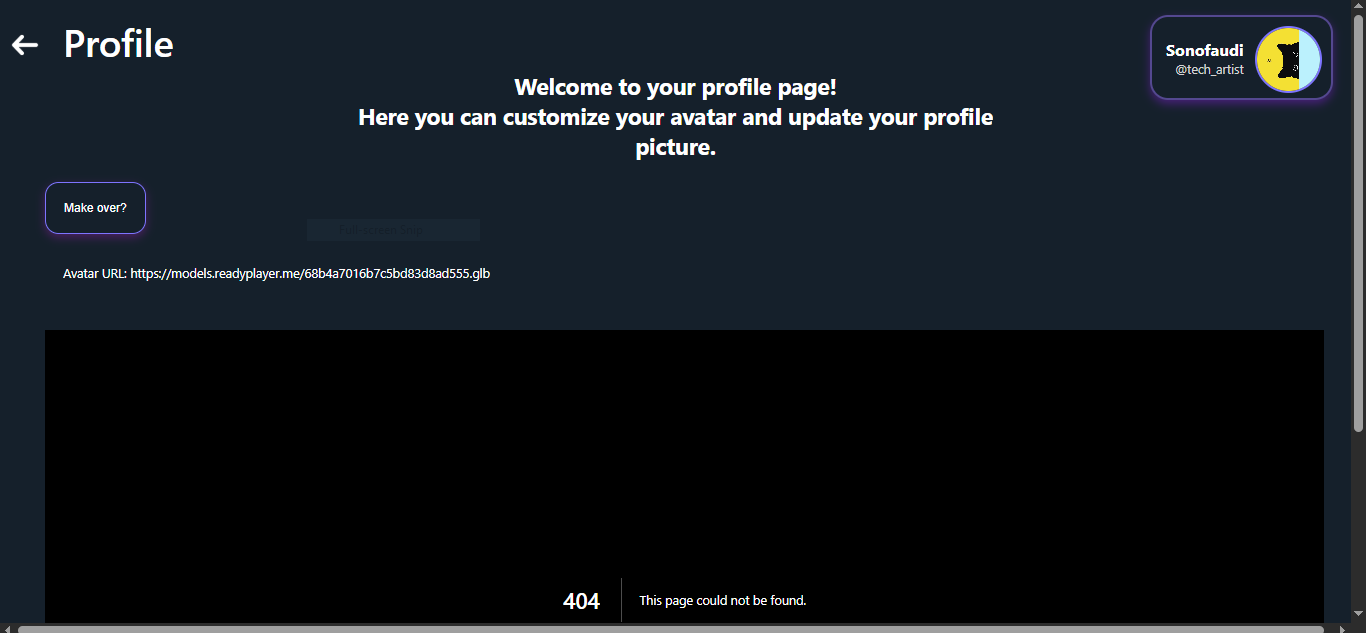 Profile
Sonofaudi
@tech_artist
Welcome to your profile page!
Here you can customize your avatar and update your profile
picture.
Make over?
Avatar URL: https://models.readyplayer.me/68b4a7016b7c5bd83d8ad555.glb
404
This page could not be found.